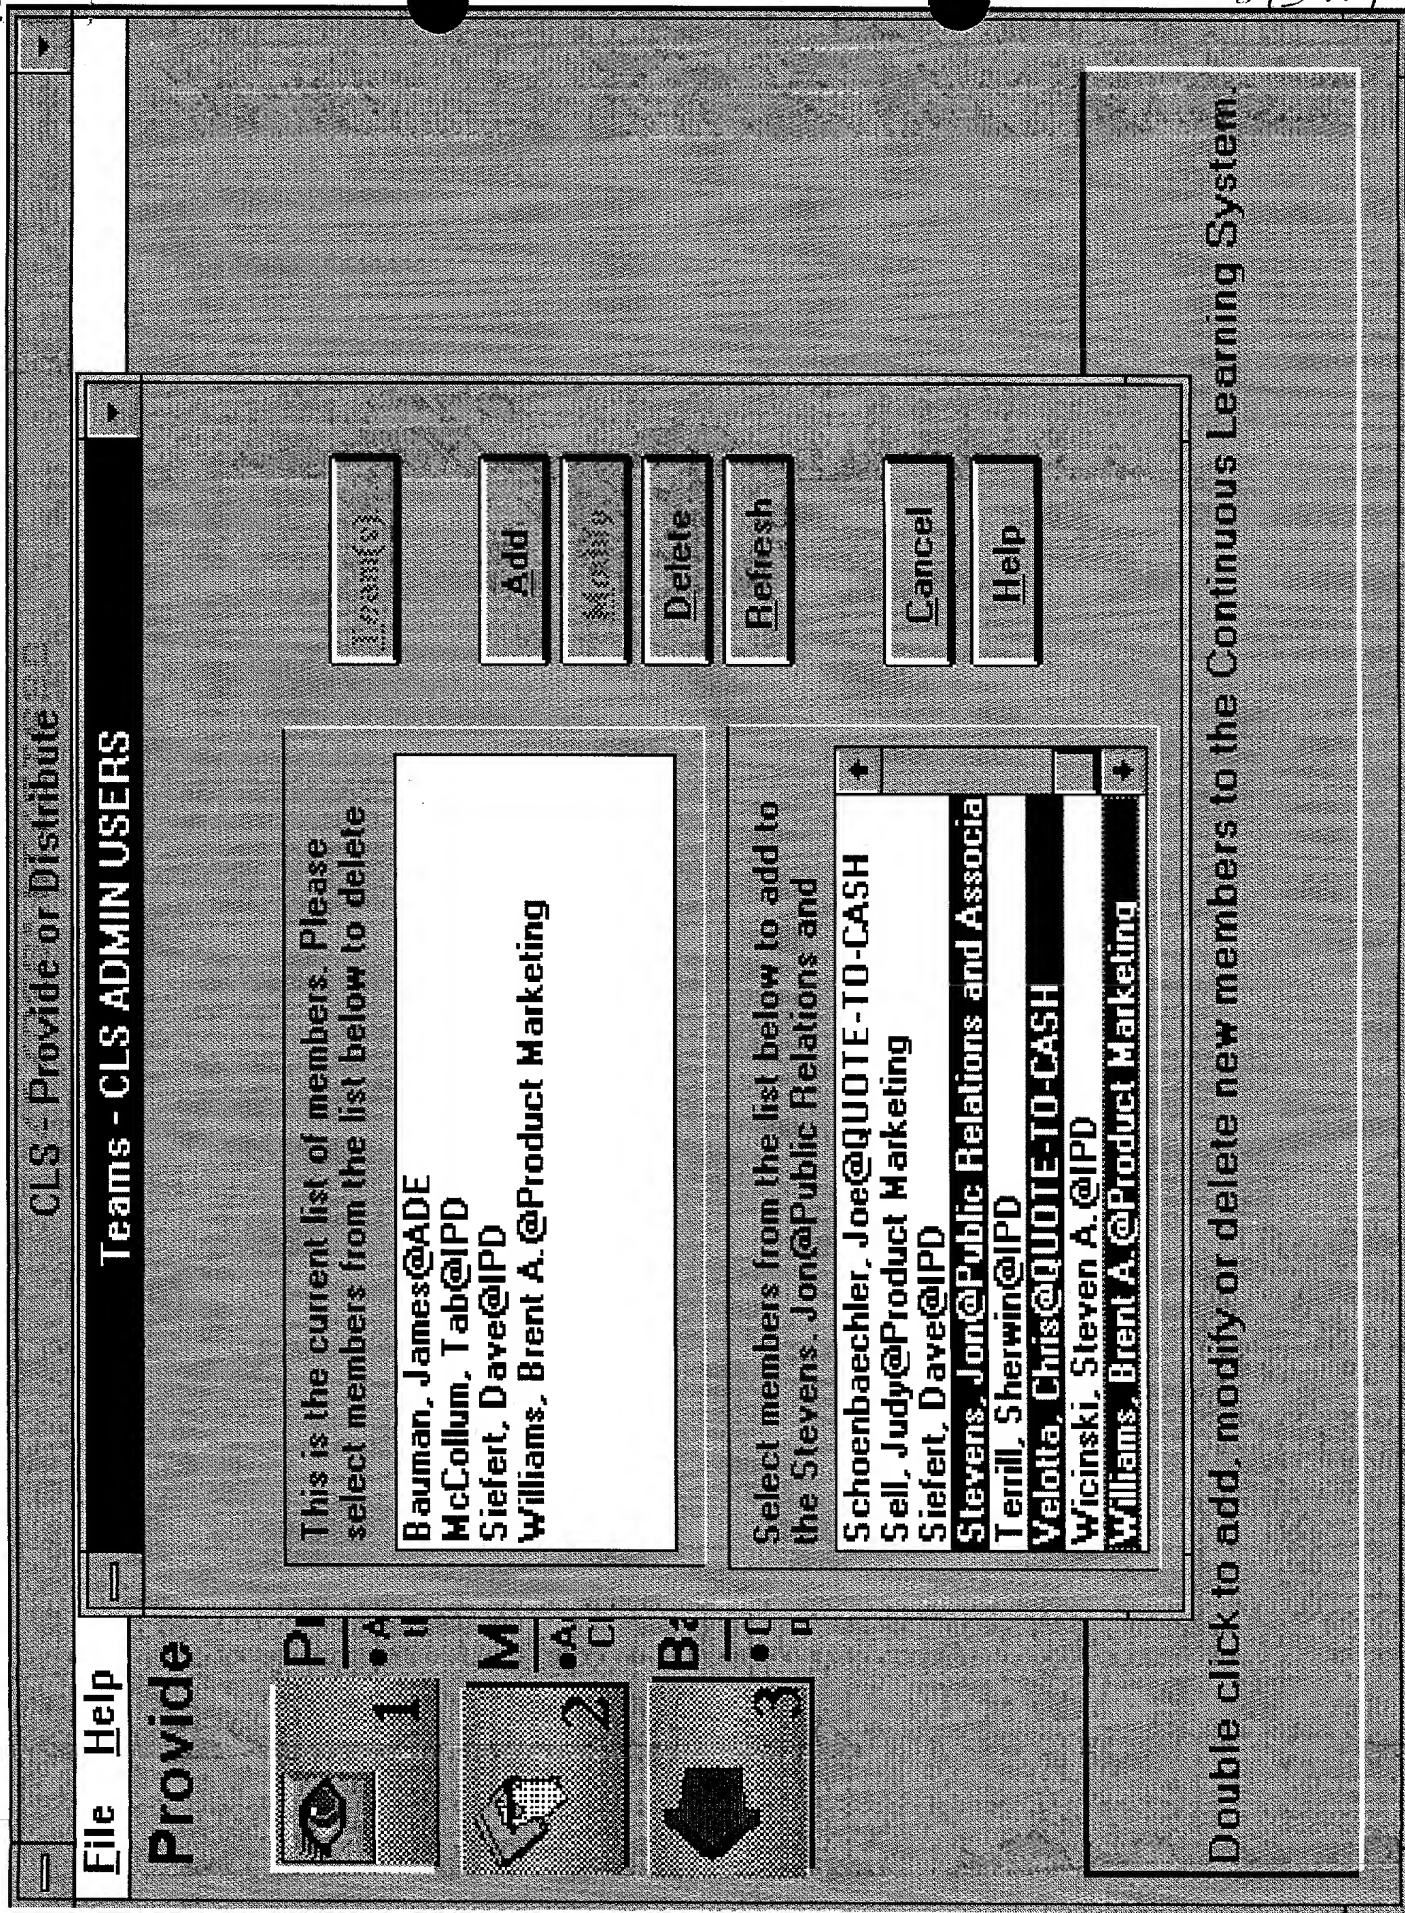 CLS - Provide or Distribute
File Help
Provide
1
2
3
Teams - CLS ADMIN USERS
This is the current list of members. Please
select members from the list below to delete
Bauman, James@ADE
McCollum, Tab@IPD
Siefert, Dave@IPD
Williams, Brent A.@Product Marketing
Select members from the list below to add to
the Stevens. Jon@Public Relations and
Schoenbaechler, Joe@QUOTE-TO-CASH
Sell, Judy@Product Marketing
Siefert, Dave@IPD
Stevens, Jon@Public Relations and Associa
Terrill, Sherwin@IPD
Velotta, Chris@QUOTE-TO-CASH
Wicinski, Steven A.@IPD
Williams, Brent A.@Product Marketing
Team(s)
Add
Modify
Delete
Refresh
Cancel
Help
Double click to add, modify or delete new members to the Continuous Learning System.